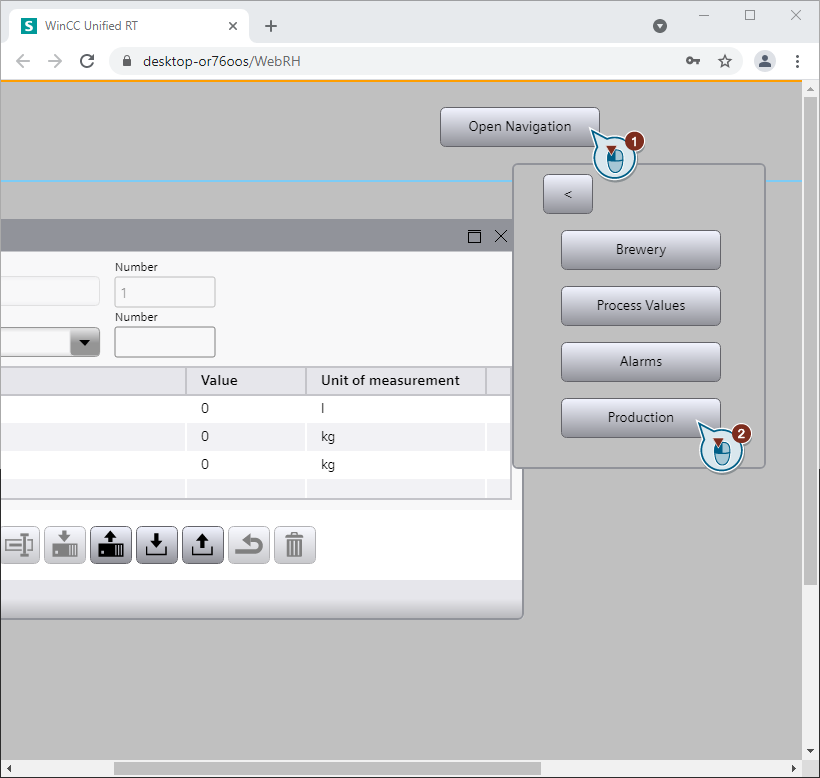 S WinCC Unified RT
desktop-or76oos/WebRH
Open Navigation
1
<
Brewery
Process Values
Alarms
Production
2
Number
1
Number
Value Unit of measurement
0 l
0 kg
0 kg